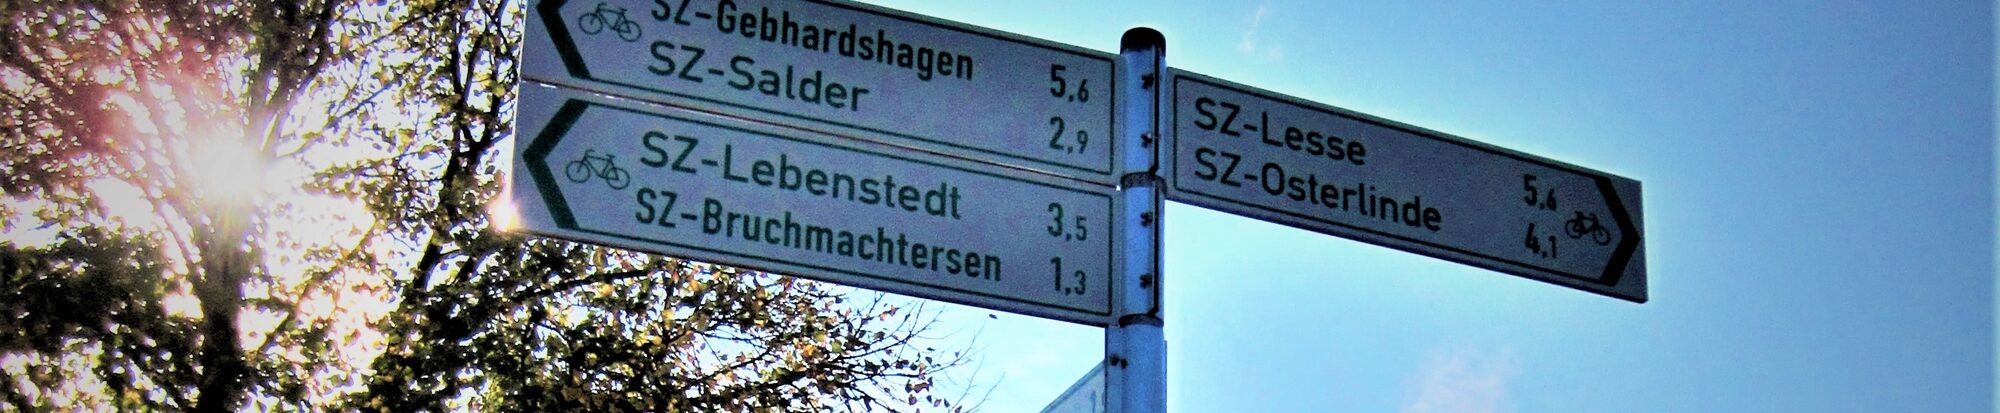 SZ-Gebhardshagen 5,6
SZ-Salder 2,9
SZ-Lebenstedt 3,5
SZ-Bruchmachtersen 1,3
SZ-Lesse 5,6
SZ-Osterlinde 4,1